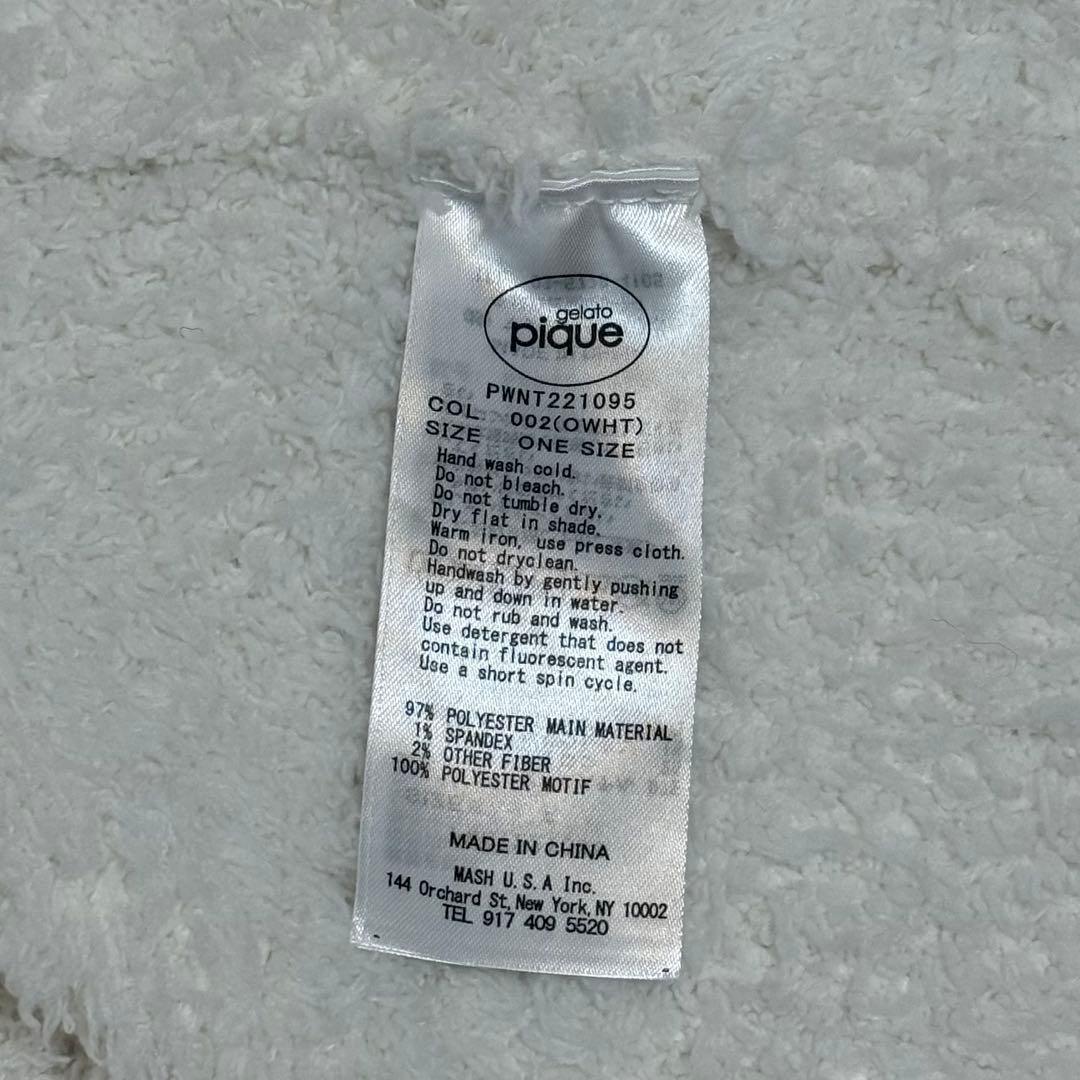 gelato
pique
PWNT221095
COL 002(OWHT)
SIZE ONE SIZE
Hand wash cold.
Do not bleach.
Do not tumble dry.
Dry flat in shade.
Warm iron, use press cloth.
Do not dryclean.
Handwash by gently pushing
up and down in water.
Do not rub and wash.
Use detergent that does not
contain fluorescent agent.
Use a short spin cycle.
97% POLYESTER MAIN MATERIAL
1% SPANDEX
2% OTHER FIBER
100% POLYESTER MOTIF
MADE IN CHINA
MASH U.S.A Inc.
144 Orchard St, New York, NY 10002
TEL 917 409 5520